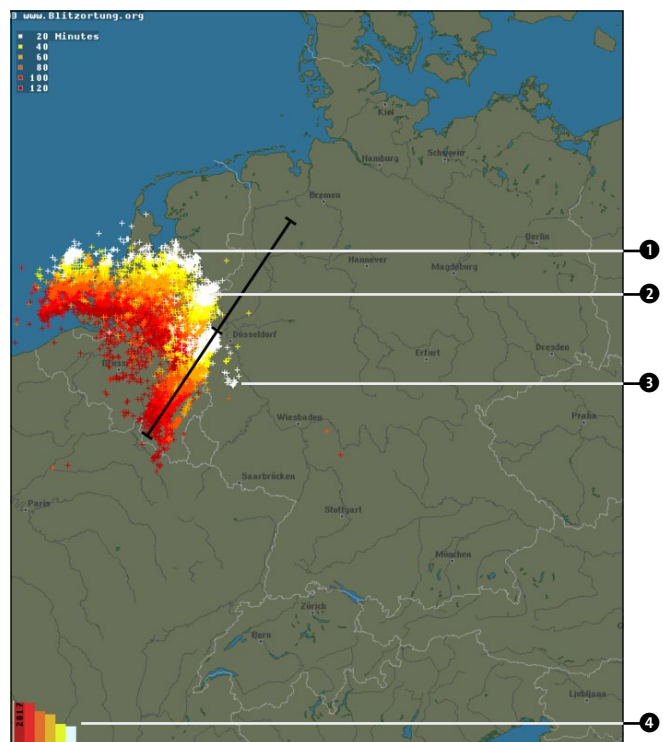 © www.Blitzortung.org
20 Minutes
40
60
80
100
120
Kiel
Hamburg
Schwerin
Bremen
Berlin
Hannover
Magdeburg
Düsseldorf
Erfurt
Dresden
Wiesbaden
Praha
Saarbrücken
Paris
Stuttgart
München
Zürich
Bern
Ljubljana
2017
1
2
3
4